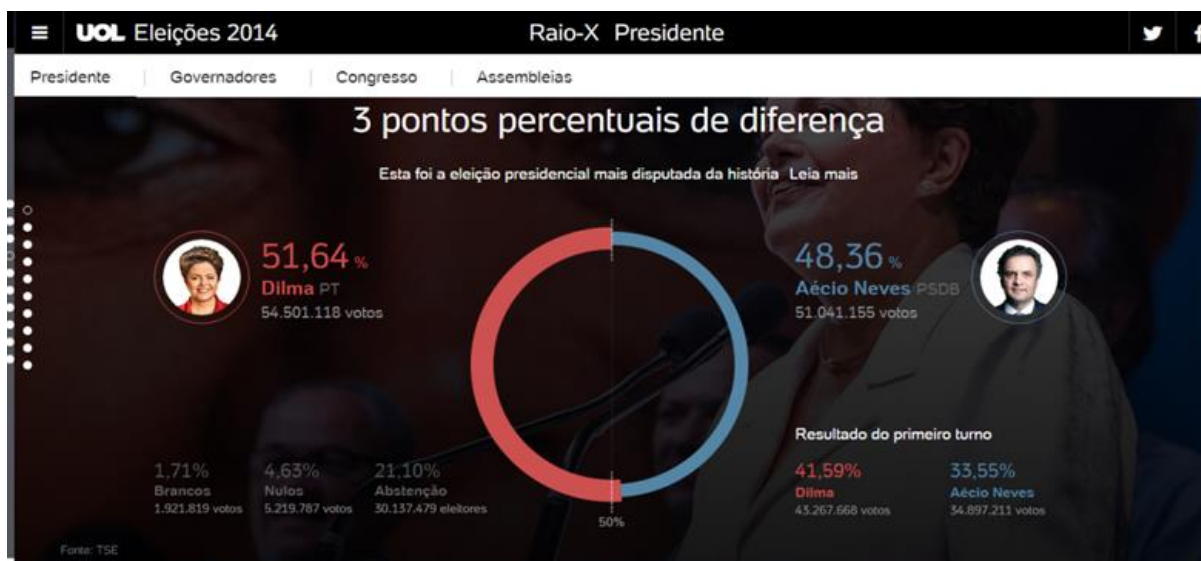 UOL Eleições 2014
Raio-X Presidente
Presidente Governadores Congresso Assembleias
3 pontos percentuais de diferença
Esta foi a eleição presidencial mais disputada da história Leia mais
51,64 %
Dilma PT
54.501.118 votos
48,36 %
Aécio Neves PSDB
51.041.155 votos
Resultado do primeiro turno
41,59%
Dilma
43.267.668 votos
33,55%
Aécio Neves
34.897.211 votos
1,71%
Brancos
1.921.819 votos
4,63%
Nulos
5.219.787 votos
21,10%
Abstenção
30.137.479 eleitores
50%
Fonte: TSE